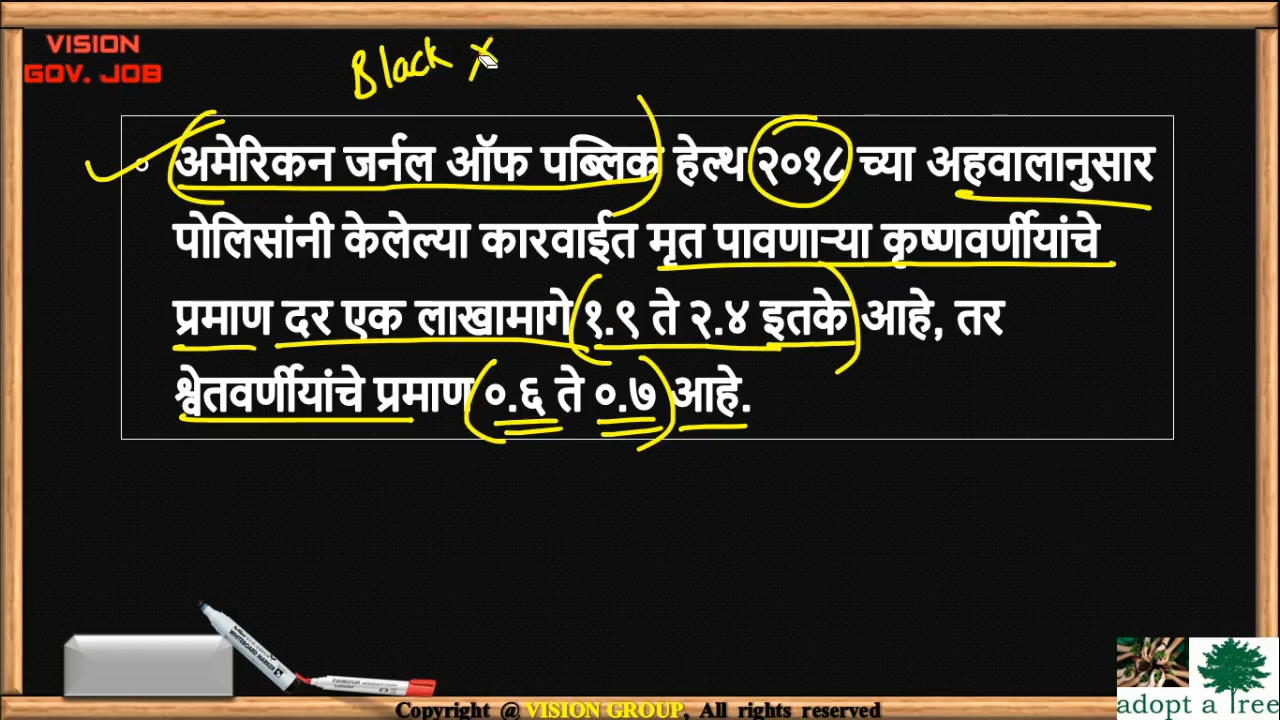 VISION
GOV. JOB
Black
अमेरिकन जर्नल ऑफ पब्लिक हेल्थ २०१८ च्या अहवालानुसार
पोलिसांनी केलेल्या कारवाईत मृत पावणाऱ्या कृष्णवर्णीयांचे
प्रमाण दर एक लाखामागे १.९ ते २.४ इतके आहे, तर
श्वेतवर्णीयांचे प्रमाण ०.६ ते ०.७ आहे.
adopt a Tree
Copyright @ VISION GROUP, All rights reserved